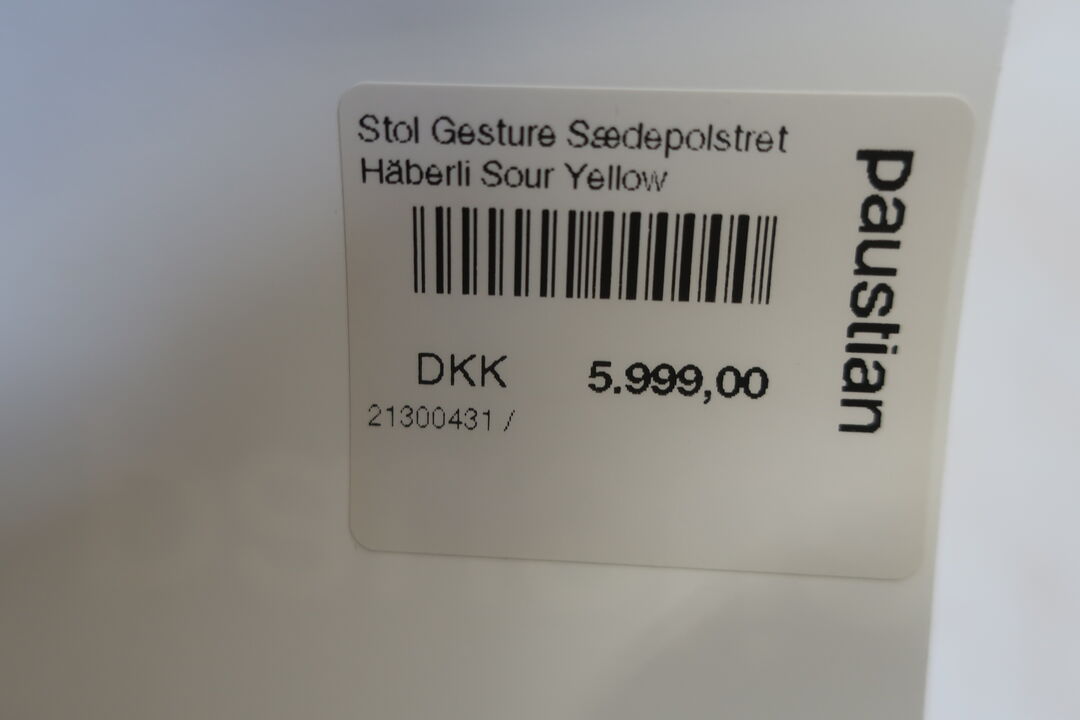 Stol Gesture Sædepolstret
Häberli Sour Yellow
DKK 5.999,00
21300431 /
paustian